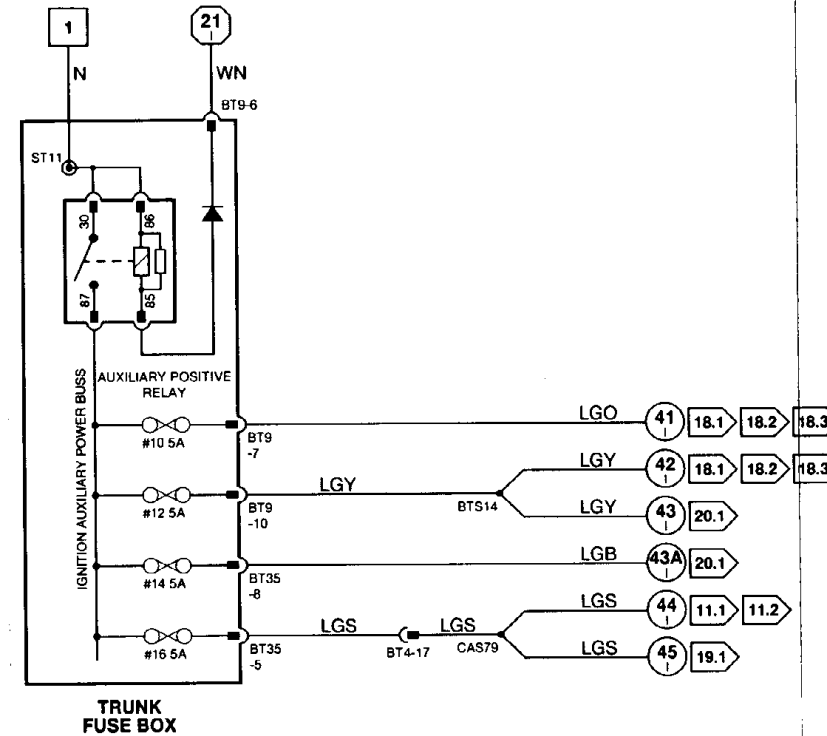 1
21
I
N
WN
BT9-6
ST11
30
86
87
85
AUXILIARY POSITIVE
RELAY
IGNITION AUXILIARY POWER BUSS
#10 5A
BT9
-7
LGO
41
I
18.1
18.2
18.3
#12 5A
BT9
-10
LGY
BTS14
LGY
42
I
18.1
18.2
18.3
LGY
43
I
20.1
#14 5A
BT35
-8
LGB
43A
I
20.1
#16 5A
BT35
-5
LGS
BT4-17
LGS
CAS79
LGS
44
I
11.1
11.2
LGS
45
I
19.1
TRUNK
FUSE BOX